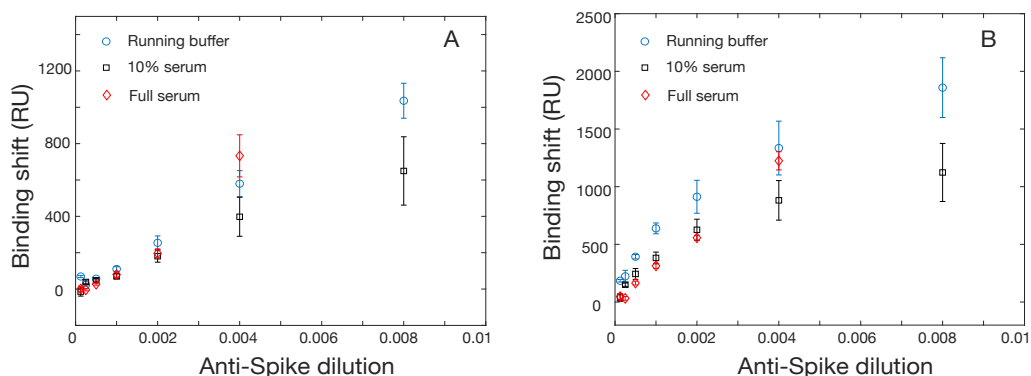 A
Running buffer
10% serum
Full serum
1200
800
400
0
Binding shift (RU)
0
0.002
0.004
0.006
0.008
0.01
Anti-Spike dilution
B
Running buffer
10% serum
Full serum
2500
2000
1500
1000
500
0
Binding shift (RU)
0
0.002
0.004
0.006
0.008
0.01
Anti-Spike dilution